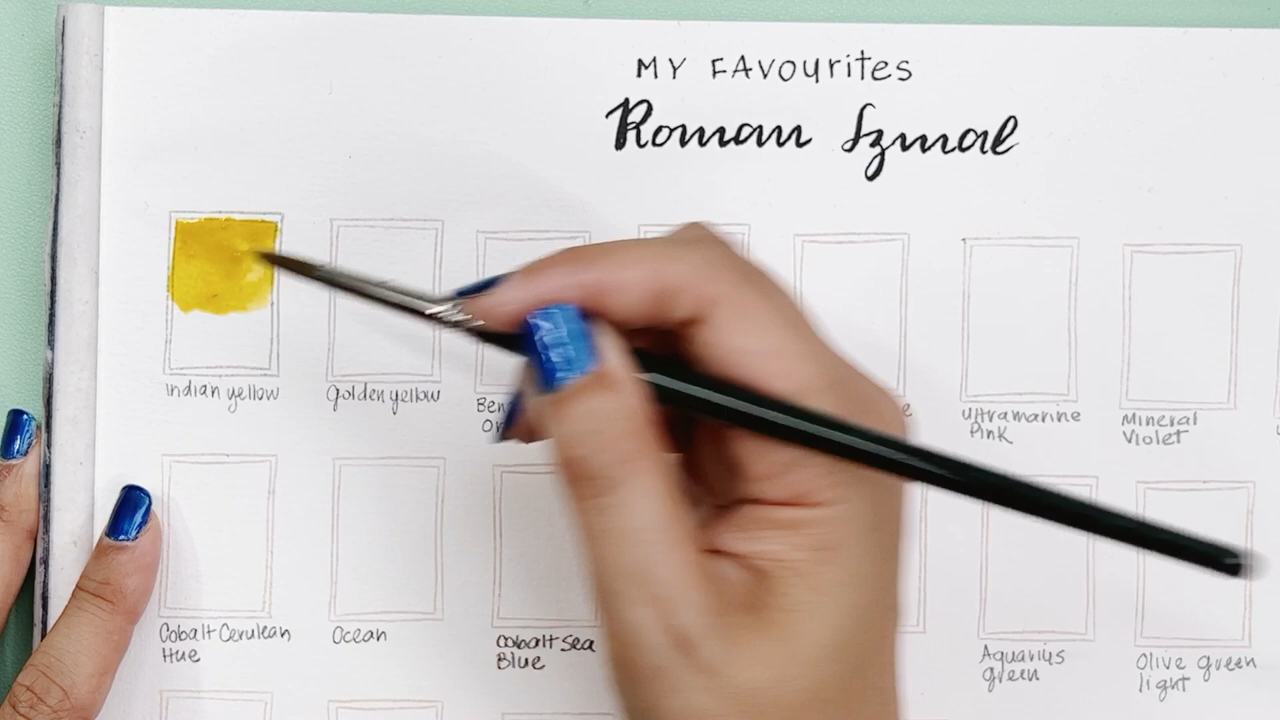 MY FAVOURITES
Roman Szmal
Indian yellow
Golden yellow
Ultramarine
Pink
Mineral
Violet
Cobalt Cerulean
Hue
Ocean
Cobalt Sea
Blue
Aquarius
green
Olive green
light